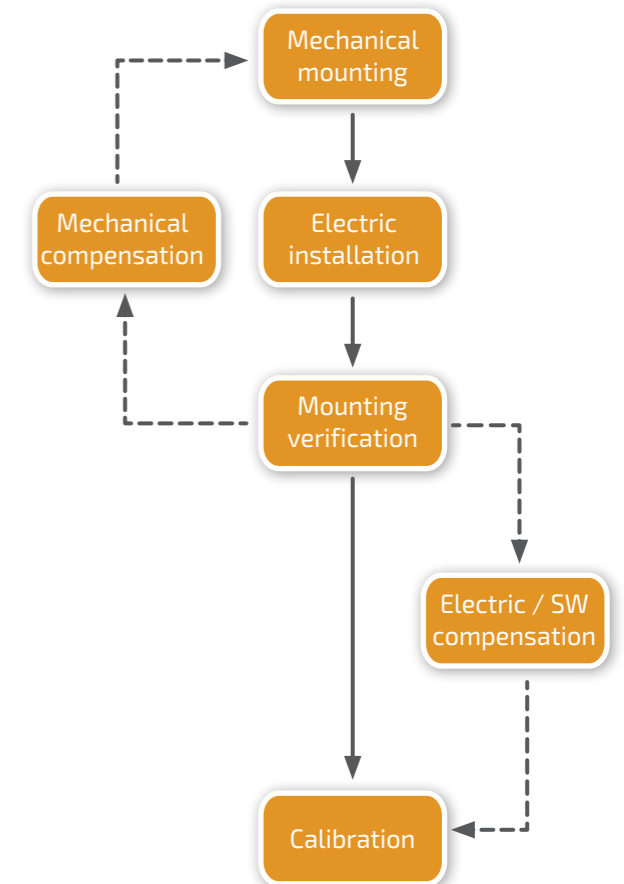 Mechanical
mounting
Mechanical
compensation
Electric
installation
Mounting
verification
Electric / SW
compensation
Calibration